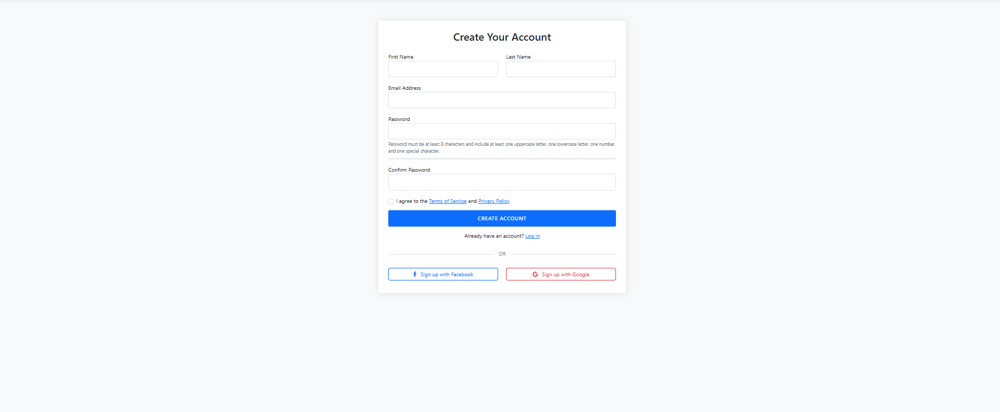 Create Your Account
First Name
Last Name
Email Address
Password
Password must be at least 8 characters and include at least one uppercase letter, one lowercase letter, one number,
and one special character.
Confirm Password
I agree to the Terms of Service and Privacy Policy
CREATE ACCOUNT
Already have an account? Log In
OR
Sign up with Facebook
Sign up with Google